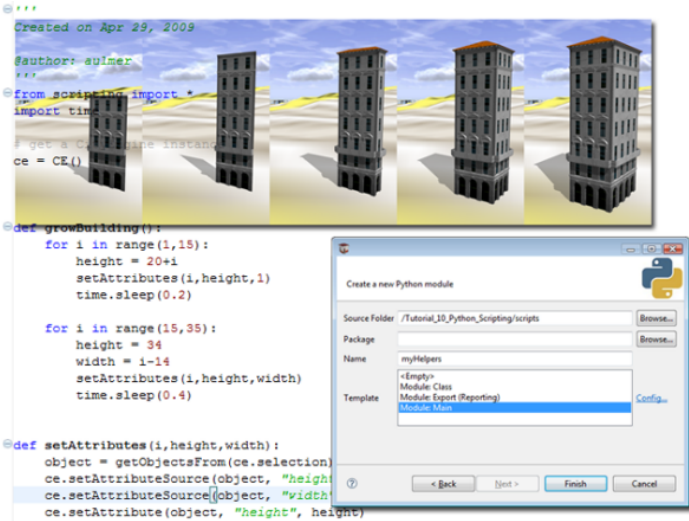 '''
Created on Apr 29, 2009
@author: aulmer
'''
from scripting import *
import time
# get a CityEngine instance
ce = CE()
def growBuilding():
for i in range(1,15):
height = 20+i
setAttributes(i,height,1)
time.sleep(0.2)
for i in range(15,35):
height = 34
width = i-14
setAttributes(i,height,width)
time.sleep(0.4)
def setAttributes(i,height,width):
object = getObjectsFrom(ce.selection)
ce.setAttributeSource(object, "height
ce.setAttributeSource(object, "width"
ce.setAttribute(object, "height", height)
Create a new Python module
Source Folder /Tutorial_10_Python_Scripting/scripts Browse...
Package Browse...
Name myHelpers
Template
<Empty>
Module: Class
Module: Export (Reporting)
Module: Main
Config...
< Back Next > Finish Cancel